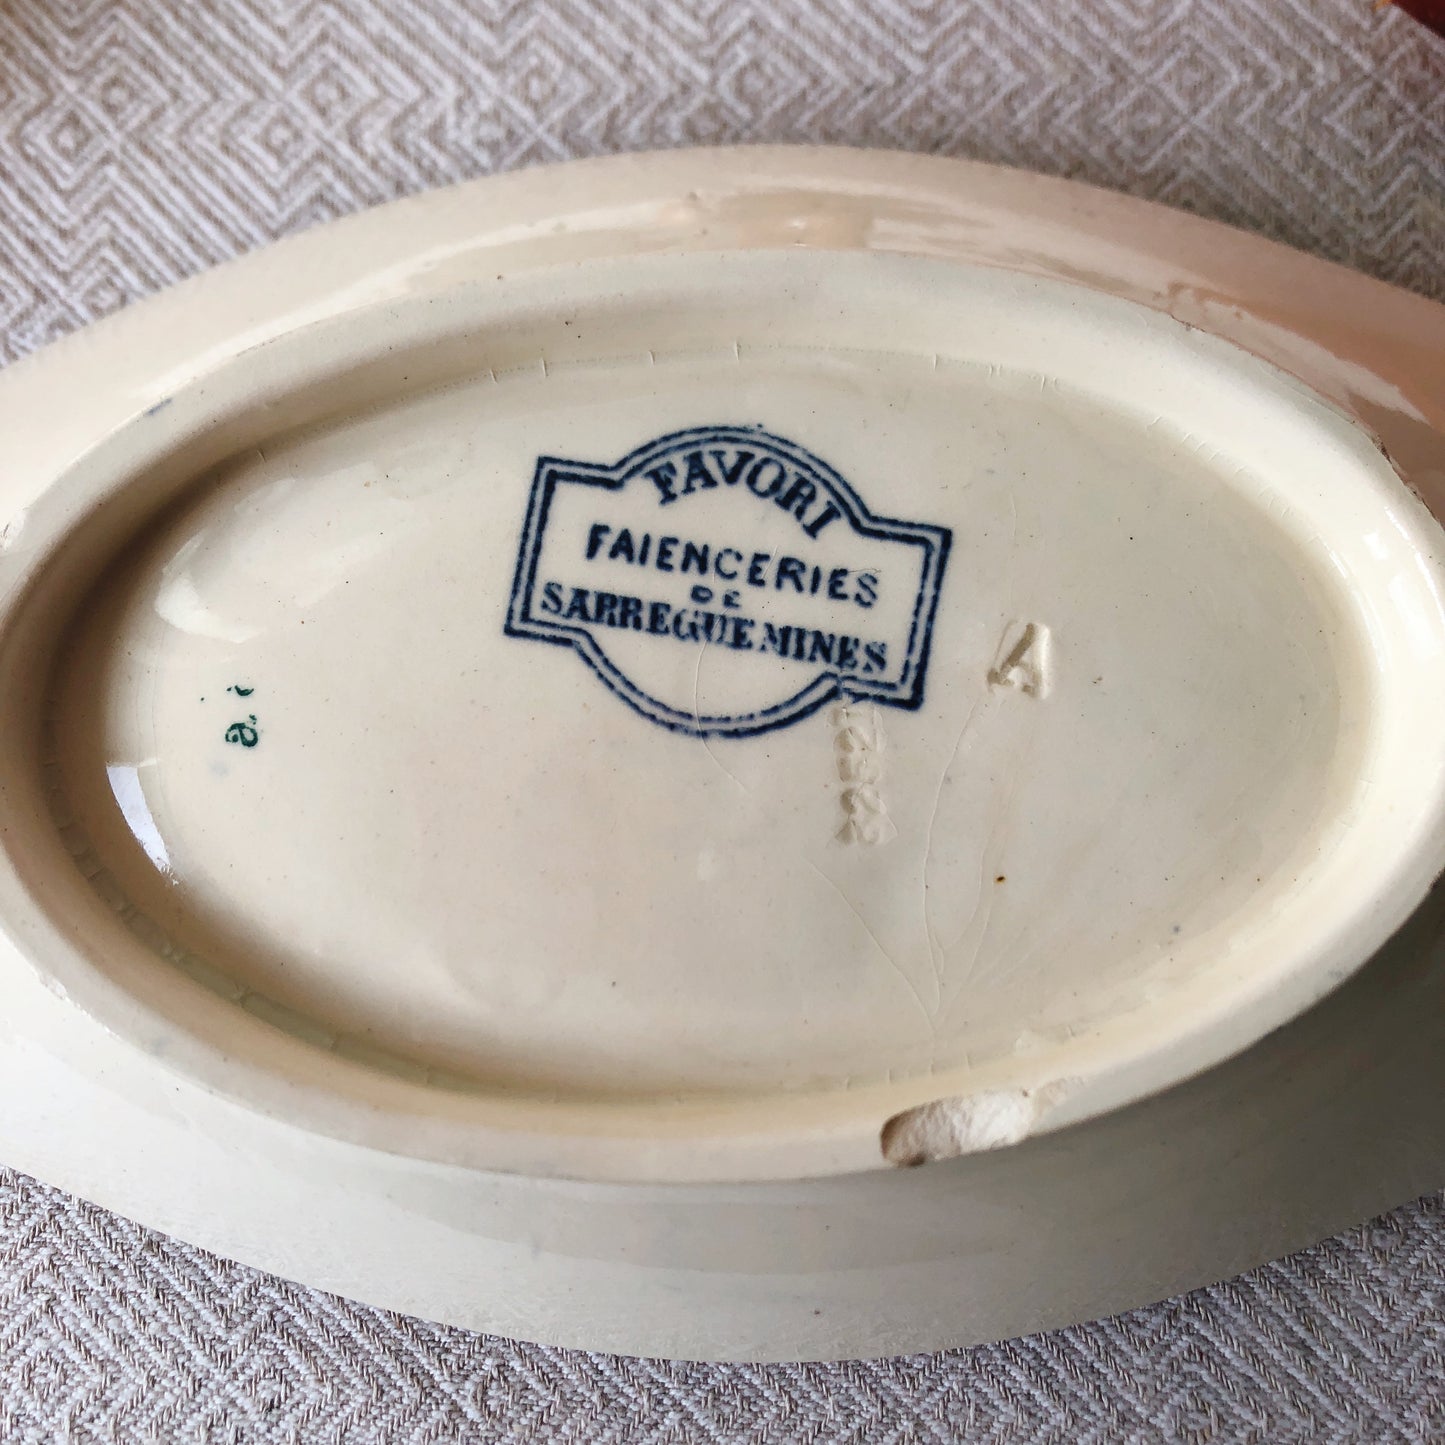 FAVORI
FAIENCERIES
DE
SARREGUEMINES
A
a.